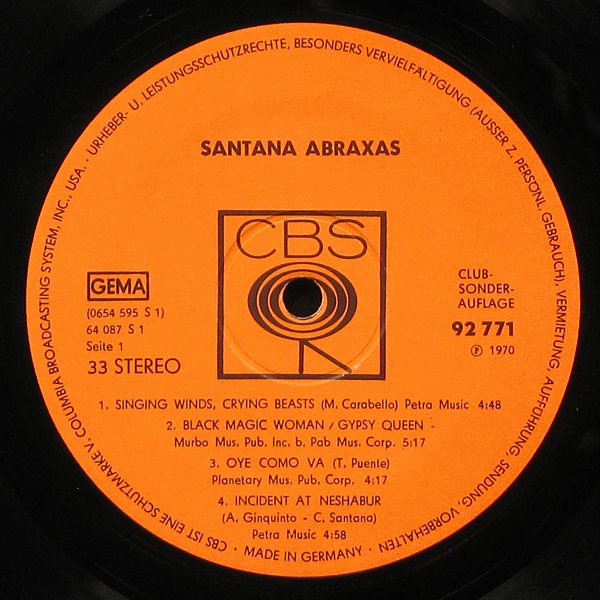 URHEBER- U. LEISTUNGSSCHUTZRECHTE, BESONDERS VERVIELFÄLTIGUNG (AUSSER Z. PERSÖNL. GEBRAUCH), VERMIETUNG, AUFFÜHRUNG, SENDUNG, VORBEHALTEN
SANTANA ABRAXAS
CBS
GEMA
(0654 595 S 1)
64 087 S 1
Seite 1
33 STEREO
CLUB-
SONDER-
AUFLAGE
92 771
Ⓟ 1970
1. SINGING WINDS, CRYING BEASTS (M. Carabello) Petra Music 4:48
2. BLACK MAGIC WOMAN / GYPSY QUEEN -
Murbo Mus. Pub. Inc. b. Pab Mus. Corp. 5:17
3. OYE COMO VA (T. Puente)
Planetary Mus. Pub. Corp. 4:17
4. INCIDENT AT NESHABUR
(A. Ginquinto - C, Santana)
Petra Music 4:58
· MADE IN GERMANY ·
CBS IST EINE SCHUTZMARKE V. COLUMBIA BROADCASTING SYSTEM, INC., USA. ·